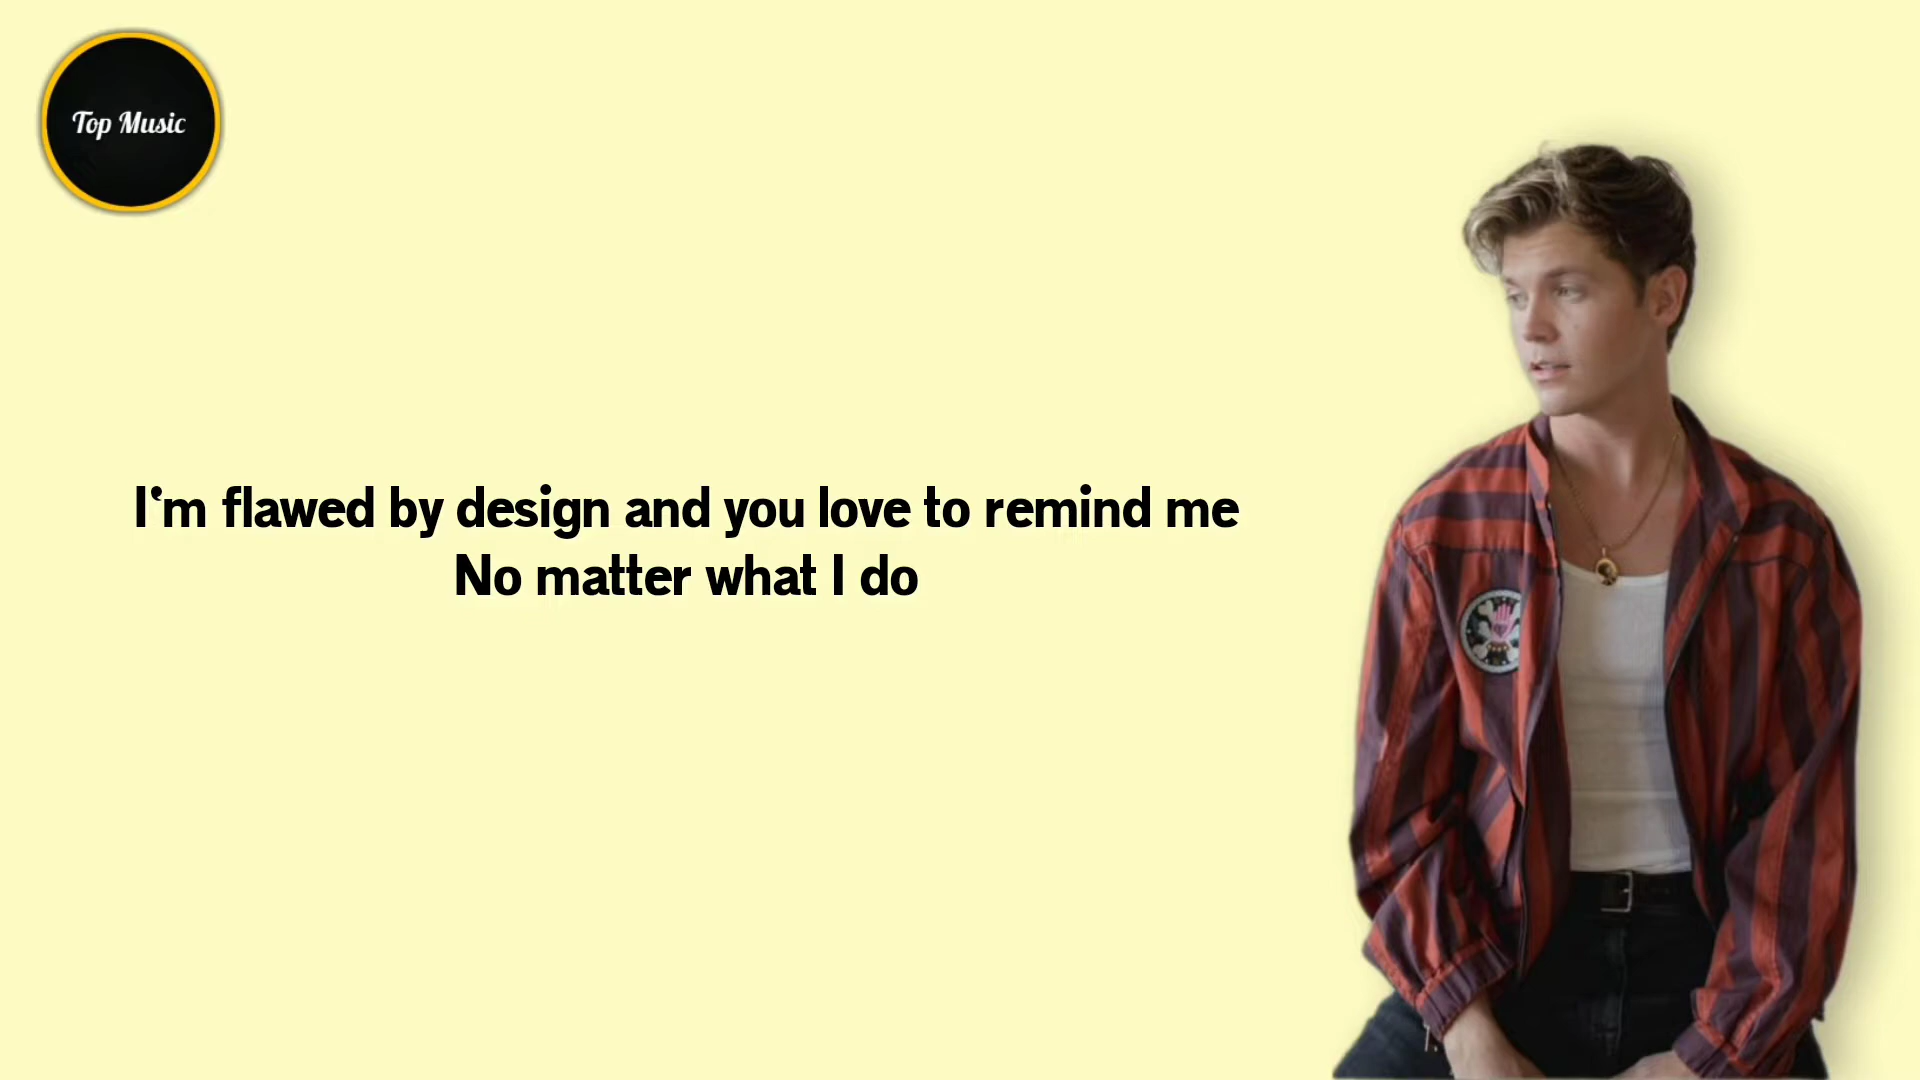 Top Music
I‘m flawed by design and you love to remind me
No matter what I do